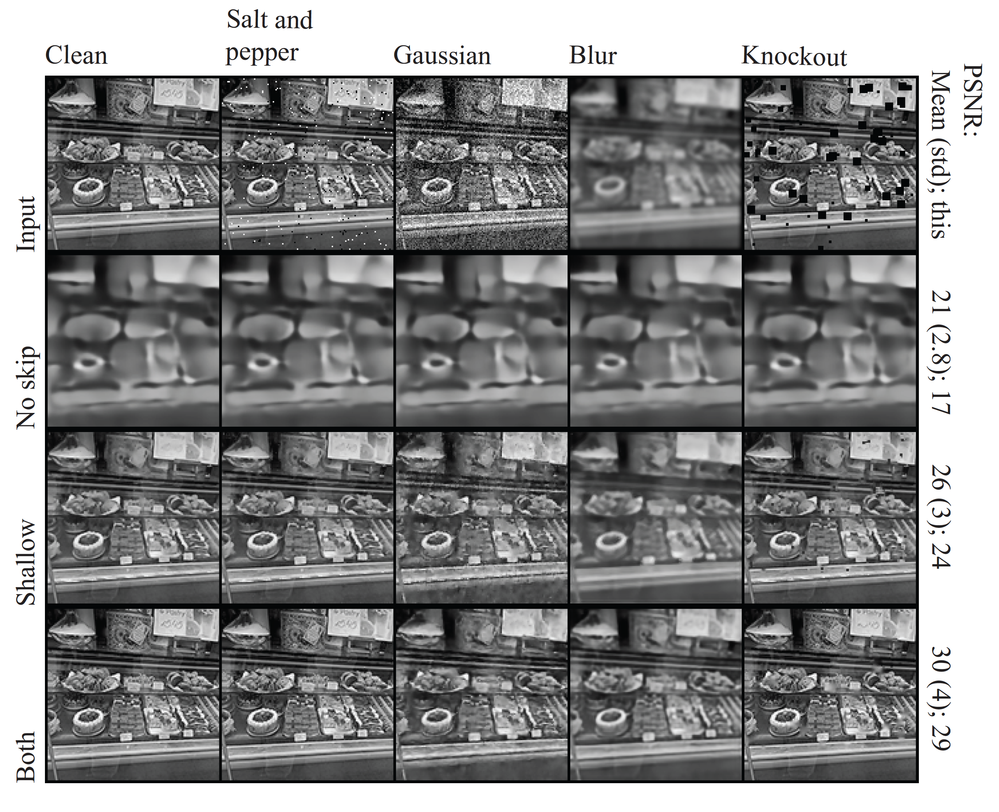 Salt and
pepper
Clean
Gaussian
Blur
Knockout
PSNR:
Mean (std); this
Input
No skip
21 (2.8); 17
Shallow
26 (3); 24
Both
30 (4); 29